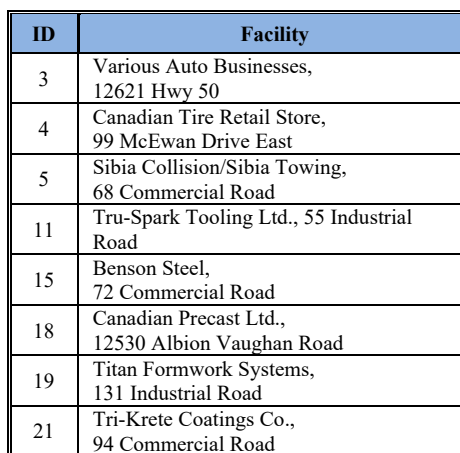 ID Facility
3 Various Auto Businesses,
12621 Hwy 50
4 Canadian Tire Retail Store,
99 McEwan Drive East
5 Sibia Collision/Sibia Towing,
68 Commercial Road
11 Tru-Spark Tooling Ltd., 55 Industrial
Road
15 Benson Steel,
72 Commercial Road
18 Canadian Precast Ltd.,
12530 Albion Vaughan Road
19 Titan Formwork Systems,
131 Industrial Road
21 Tri-Krete Coatings Co.,
94 Commercial Road